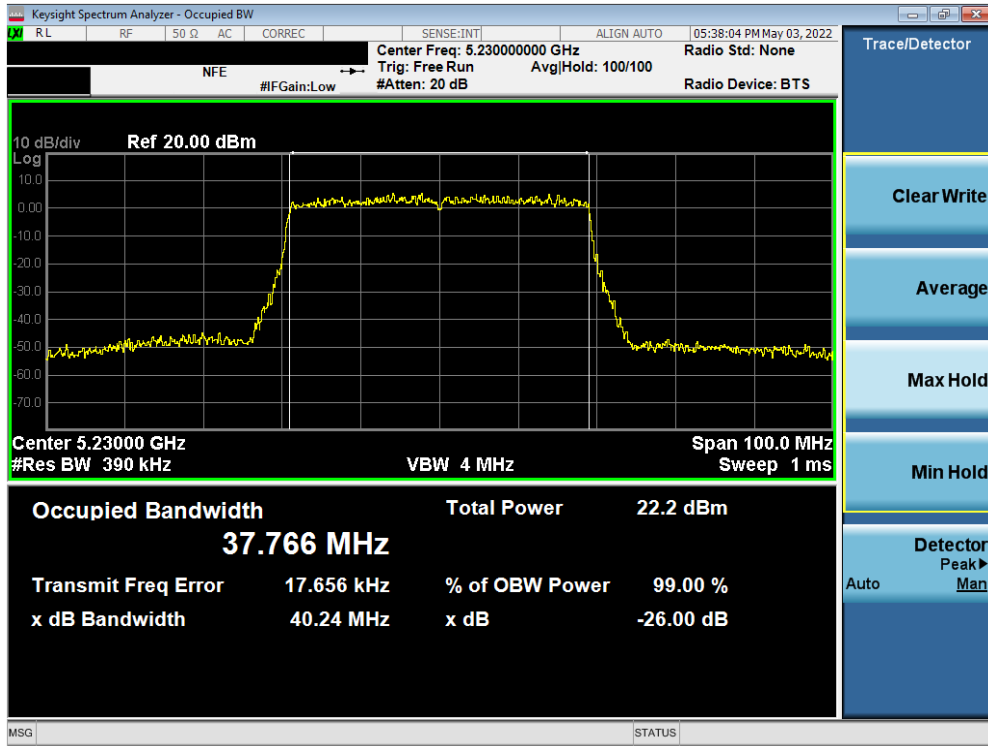 Keysight Spectrum Analyzer - Occupied BW
LXI RL RF 50 Ω AC CORREC SENSE:INT ALIGN AUTO 05:38:04 PM May 03, 2022
Center Freq: 5.230000000 GHz Radio Std: None
NFE Trig: Free Run Avg|Hold: 100/100
#IFGain:Low #Atten: 20 dB Radio Device: BTS
Trace/Detector
10 dB/div Ref 20.00 dBm
Log
10.0
0.00
-10.0
-20.0
-30.0
-40.0
-50.0
-60.0
-70.0
Center 5.23000 GHz Span 100.0 MHz
#Res BW 390 kHz VBW 4 MHz Sweep 1 ms
Occupied Bandwidth Total Power 22.2 dBm
37.766 MHz
Transmit Freq Error 17.656 kHz % of OBW Power 99.00 %
x dB Bandwidth 40.24 MHz x dB -26.00 dB
Clear Write
Average
Max Hold
Min Hold
Detector
Peak▶
Auto Man
MSG STATUS